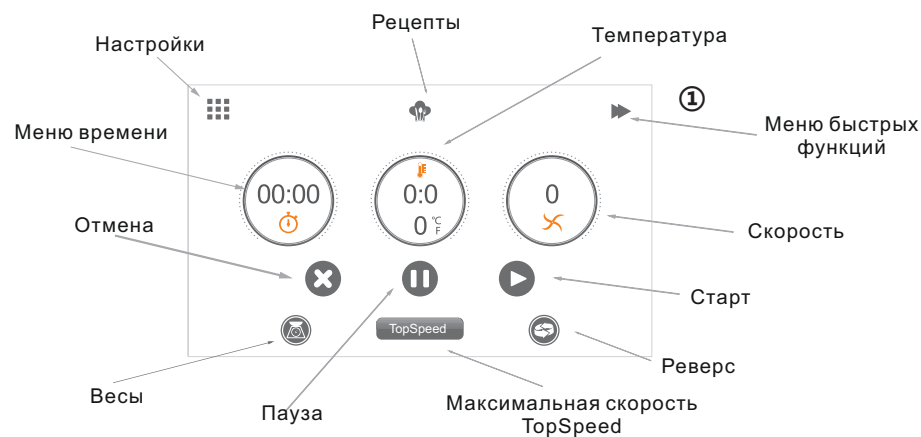 Рецепты
Настройки
Температура
①
Меню времени
Меню быстрых
функций
00:00
0:0
0
0 °C
F
Отмена
Скорость
Старт
TopSpeed
Реверс
Весы
Пауза
Максимальная скорость
TopSpeed